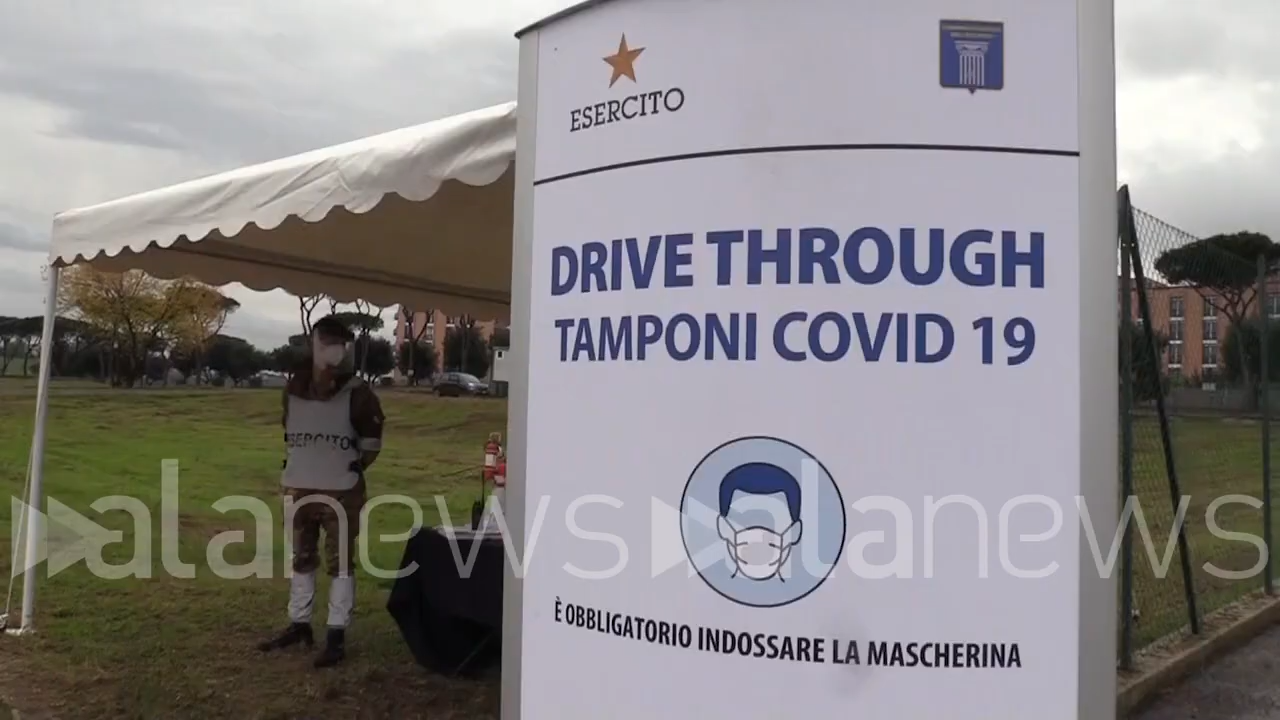 ESERCITO
DRIVE THROUGH
TAMPONI COVID 19
È OBBLIGATORIO INDOSSARE LA MASCHERINA
ESERCITO
alanews alanews